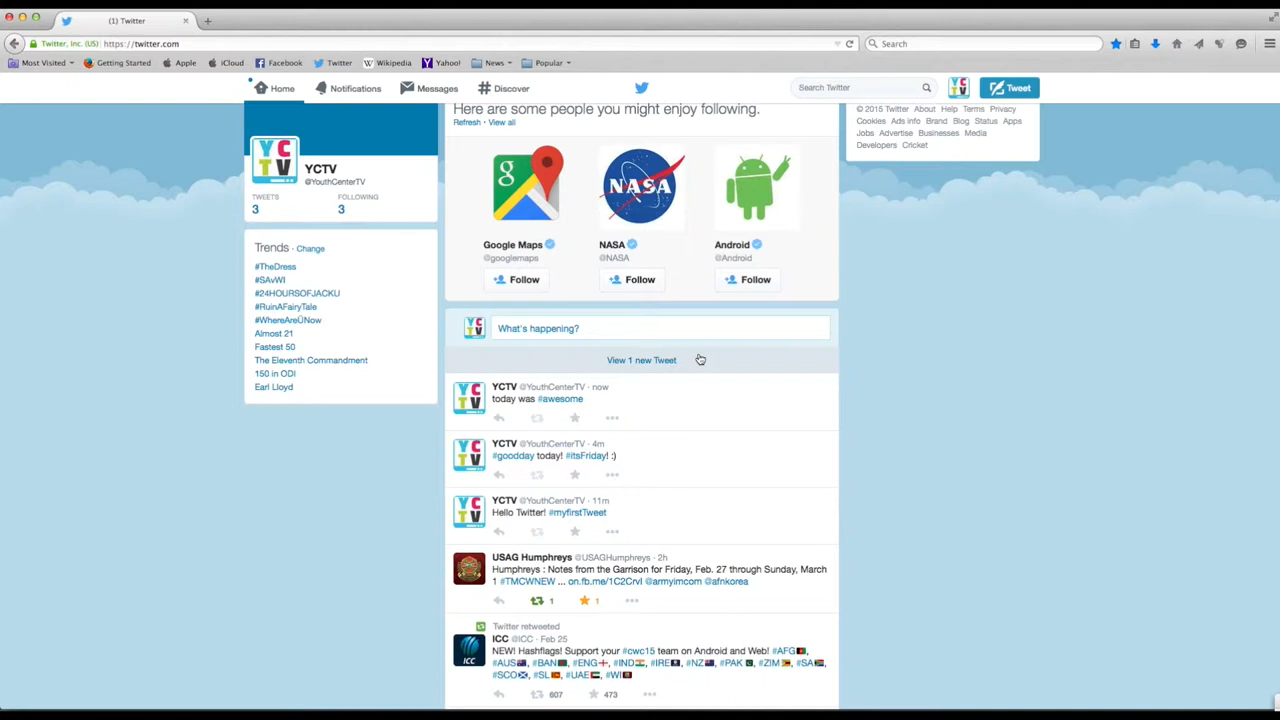 (1) Twitter
Twitter, Inc. (US) https://twitter.com
Search
Most Visited
Getting Started
Apple
iCloud
Facebook
Twitter
Wikipedia
Yahoo!
News
Popular
Home
Notifications
Messages
Discover
Search Twitter
Tweet
YCTV
YCTV
@YouthCenterTV
TWEETS FOLLOWING
3 3
Trends · Change
#TheDress
#SAvWI
#24HOURSOFJACKU
#RuinAFairyTale
#WhereAreÜNow
Almost 21
Fastest 50
The Eleventh Commandment
150 in ODI
Earl Lloyd
Here are some people you might enjoy following.
Refresh · View all
g
NASA
Google Maps
@googlemaps
Follow
NASA
@NASA
Follow
Android
@Android
Follow
What's happening?
View 1 new Tweet
YCTV @YouthCenterTV · now
today was #awesome
YCTV @YouthCenterTV · 4m
#goodday today! #itsFriday! :)
YCTV @YouthCenterTV · 11m
Hello Twitter! #myfirstTweet
USAG Humphreys @USAGHumphreys · 2h
Humphreys : Notes from the Garrison for Friday, Feb. 27 through Sunday, March
1 #TMCWNEW ... on.fb.me/1C2CrvI @armyimcom @afnkorea
1 1
Twitter retweeted
ICC
ICC @ICC · Feb 25
NEW! Hashflags! Support your #cwc15 team on Android and Web! #AFG,
#AUS, #BAN, #ENG, #IND, #IRE, #NZ, #PAK, #ZIM, #SA,
#SCO, #SL, #UAE, #WI
607 473
© 2015 Twitter About Help Terms Privacy
Cookies Ads info Brand Blog Status Apps
Jobs Advertise Businesses Media
Developers Cricket